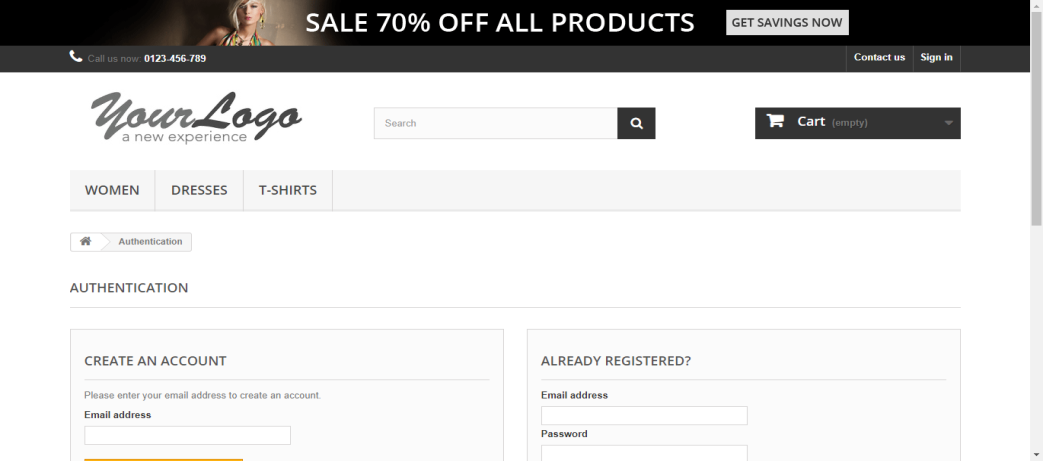 SALE 70% OFF ALL PRODUCTS GET SAVINGS NOW
Call us now: 0123-456-789 Contact us Sign in
YourLogo
a new experience
Search
Cart (empty)
WOMEN DRESSES T-SHIRTS
Authentication
AUTHENTICATION
CREATE AN ACCOUNT
Please enter your email address to create an account.
Email address
ALREADY REGISTERED?
Email address
Password